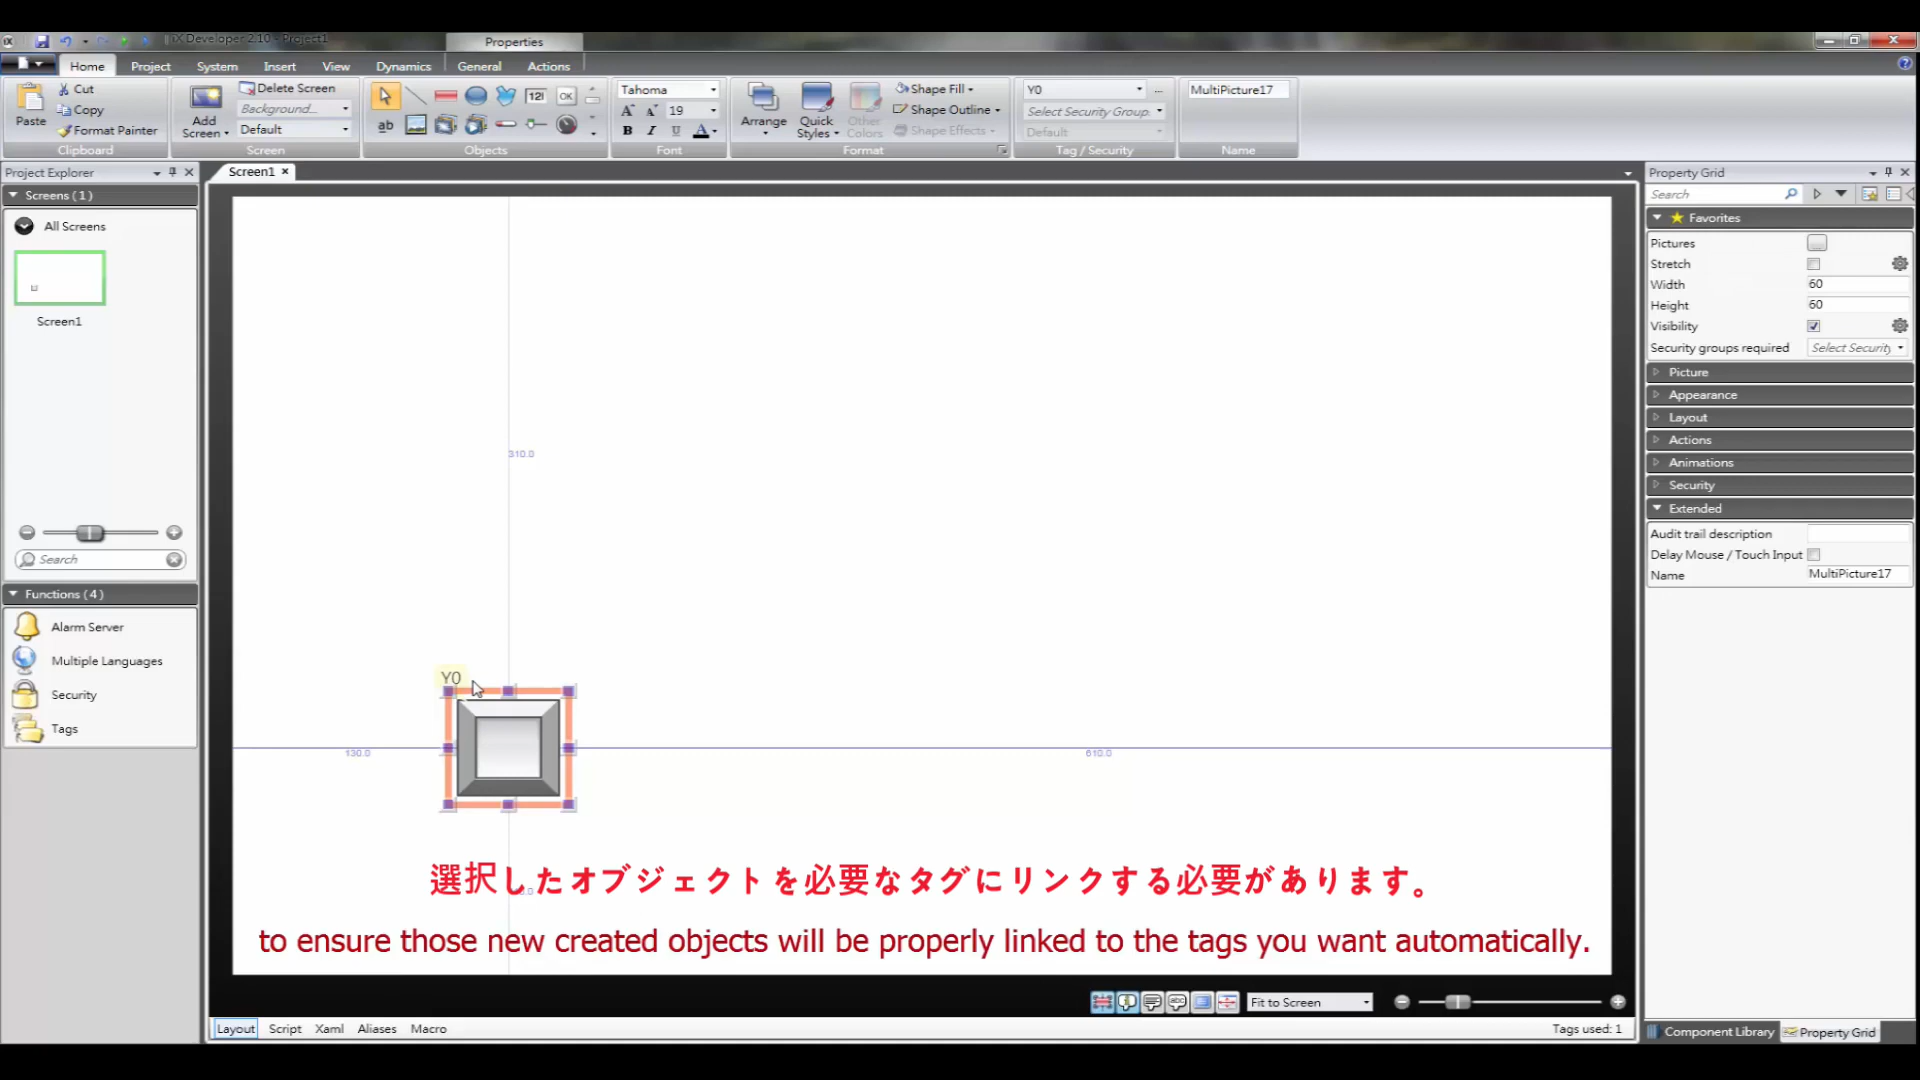 iX Developer 2.10 - Project1
Properties
Home
Project
System
Insert
View
Dynamics
General
Actions
Paste
Cut
Copy
Format Painter
Clipboard
Add Screen
Delete Screen
Background...
Default
Screen
ab
12
OK
Objects
Tahoma
19
B I U A
Font
Arrange
Quick Styles
Other Colors
Shape Fill
Shape Outline
Shape Effects
Format
Y0
Select Security Group:
Default
Tag / Security
MultiPicture17
Name
Project Explorer
Screens (1)
All Screens
Screen1
Search
Functions (4)
Alarm Server
Multiple Languages
Security
Tags
Screen1
310.0
Y0
130.0
610.0
選択したオブジェクトを必要なタグにリンクする必要があります。
to ensure those new created objects will be properly linked to the tags you want automatically.
Fit to Screen
Layout
Script
Xaml
Aliases
Macro
Tags used: 1
Property Grid
Search
Favorites
Pictures
...
Stretch
Width 60
Height 60
Visibility
Security groups required Select Security
Picture
Appearance
Layout
Actions
Animations
Security
Extended
Audit trail description
Delay Mouse / Touch Input
Name MultiPicture17
Component Library
Property Grid